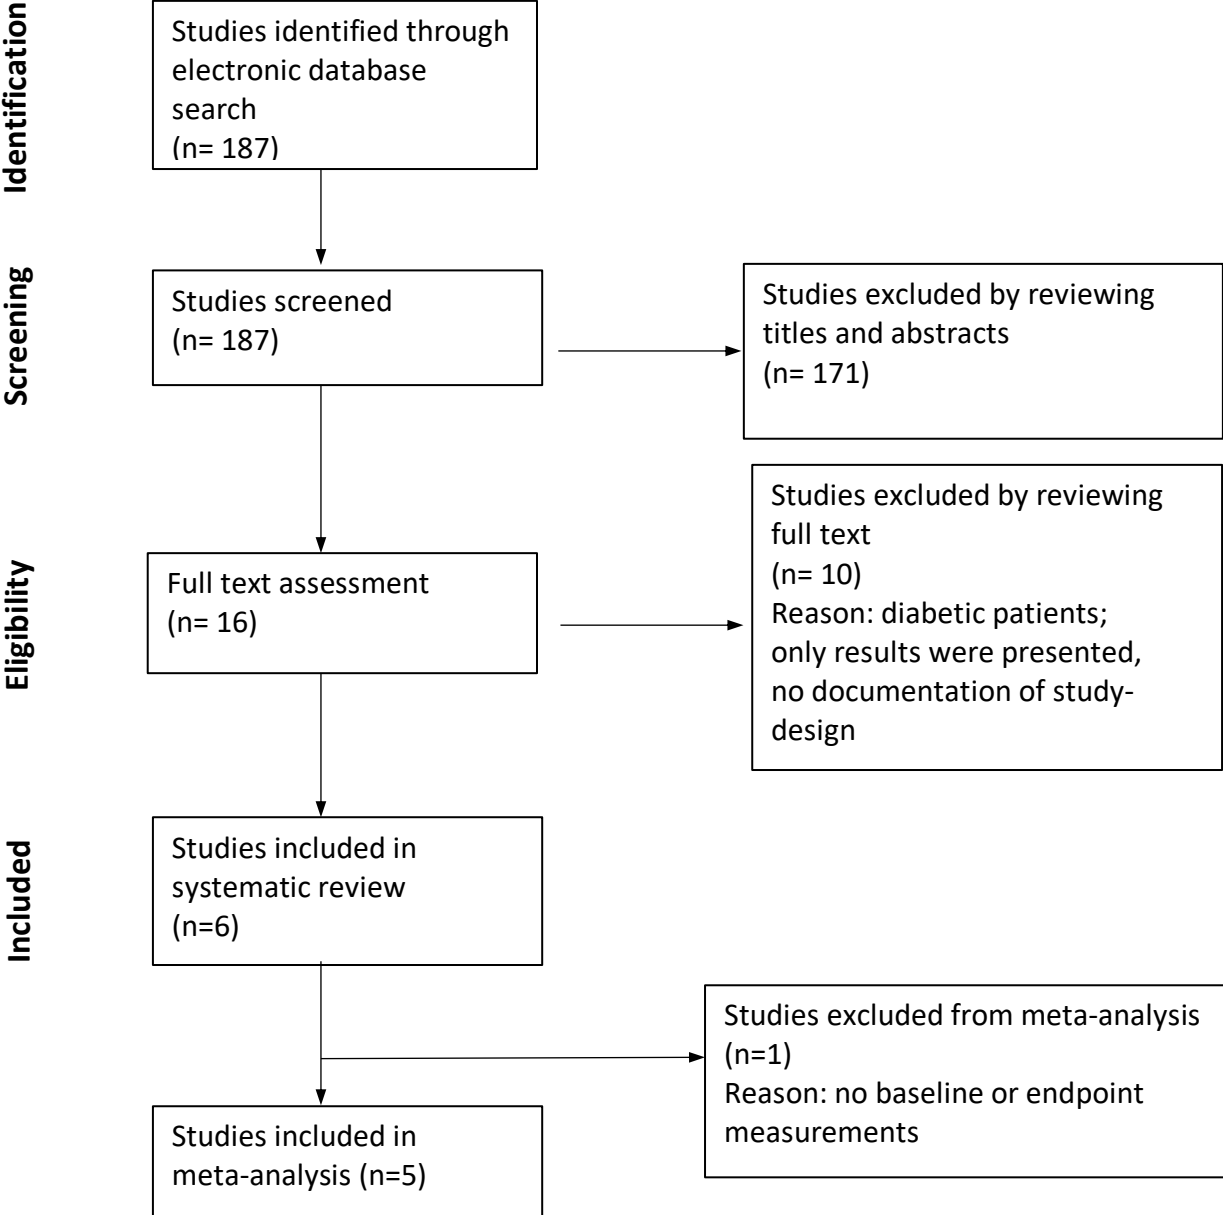 Identification
Studies identified through
electronic database
search
(n= 187)
Screening
Studies screened
(n= 187)
Studies excluded by reviewing
titles and abstracts
(n= 171)
Eligibility
Full text assessment
(n= 16)
Studies excluded by reviewing
full text
(n= 10)
Reason: diabetic patients;
only results were presented,
no documentation of study-
design
Included
Studies included in
systematic review
(n=6)
Studies excluded from meta-analysis
(n=1)
Reason: no baseline or endpoint
measurements
Studies included in
meta-analysis (n=5)